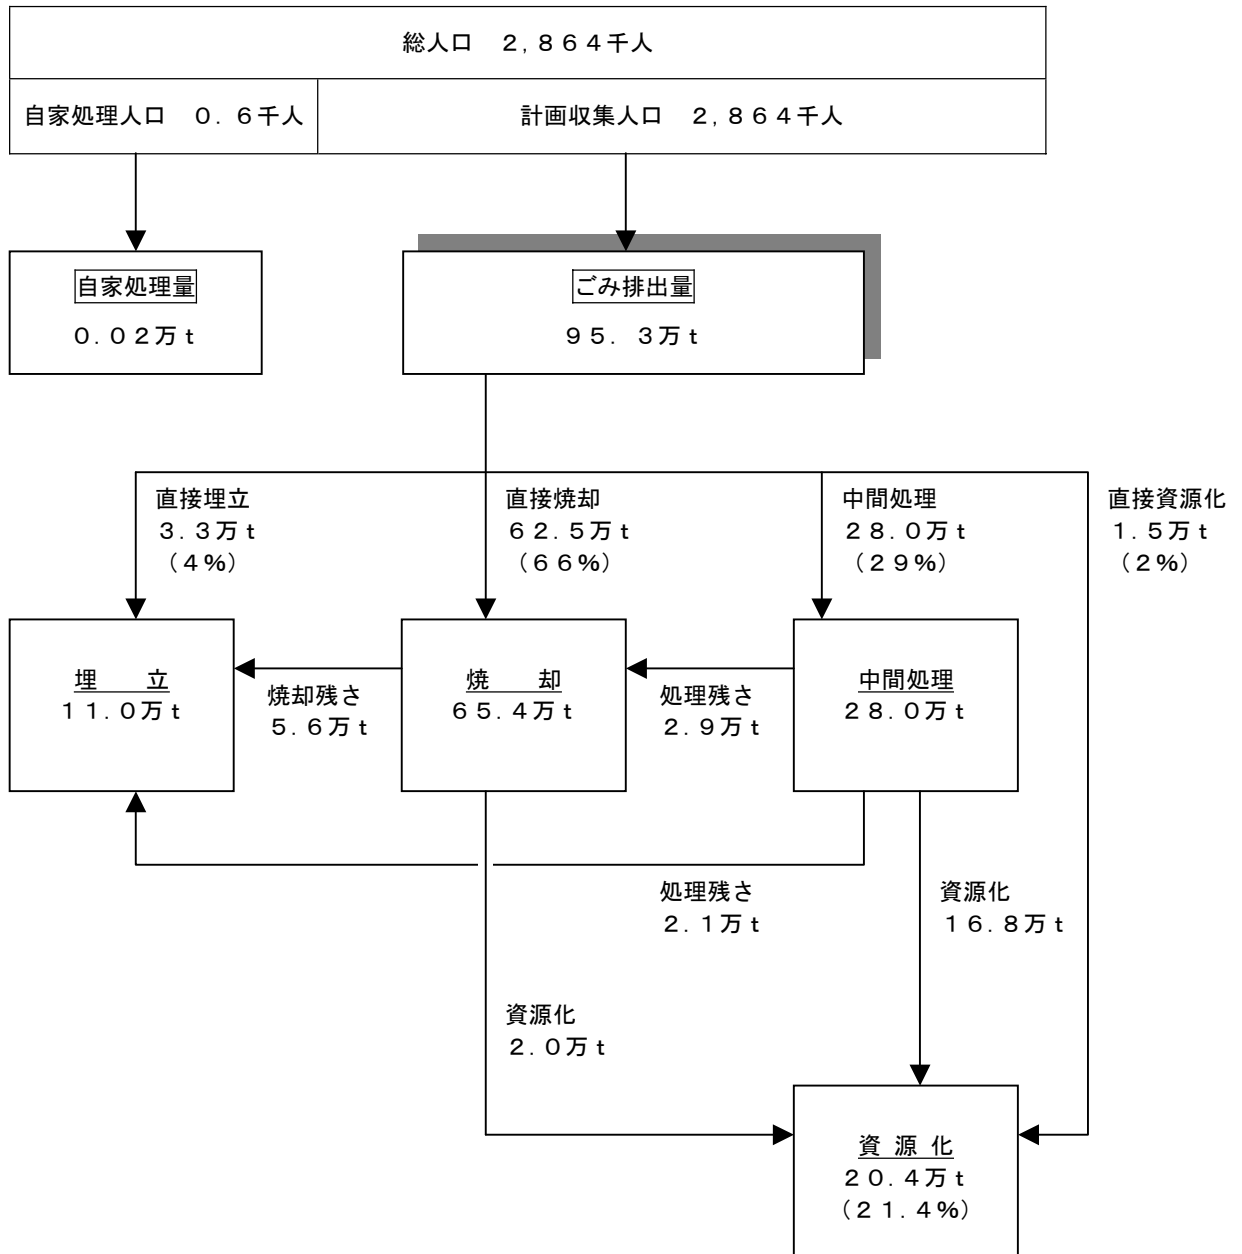 総人口　２,８６４千人
自家処理人口　０.６千人
計画収集人口　２,８６４千人
自家処理量
０.０２万ｔ
ごみ排出量
９５.３万ｔ
直接埋立
３.３万ｔ
（４%）
直接焼却
６２.５万ｔ
（６６%）
中間処理
２８.０万ｔ
（２９%）
直接資源化
１.５万ｔ
（２%）
埋　　立
１１.０万ｔ
焼却残さ
５.６万ｔ
焼　　却
６５.４万ｔ
処理残さ
２.９万ｔ
中間処理
２８.０万ｔ
処理残さ
２.１万ｔ
資源化
１６.８万ｔ
資源化
２.０万ｔ
資 源 化
２０.４万ｔ
（２１.４%）